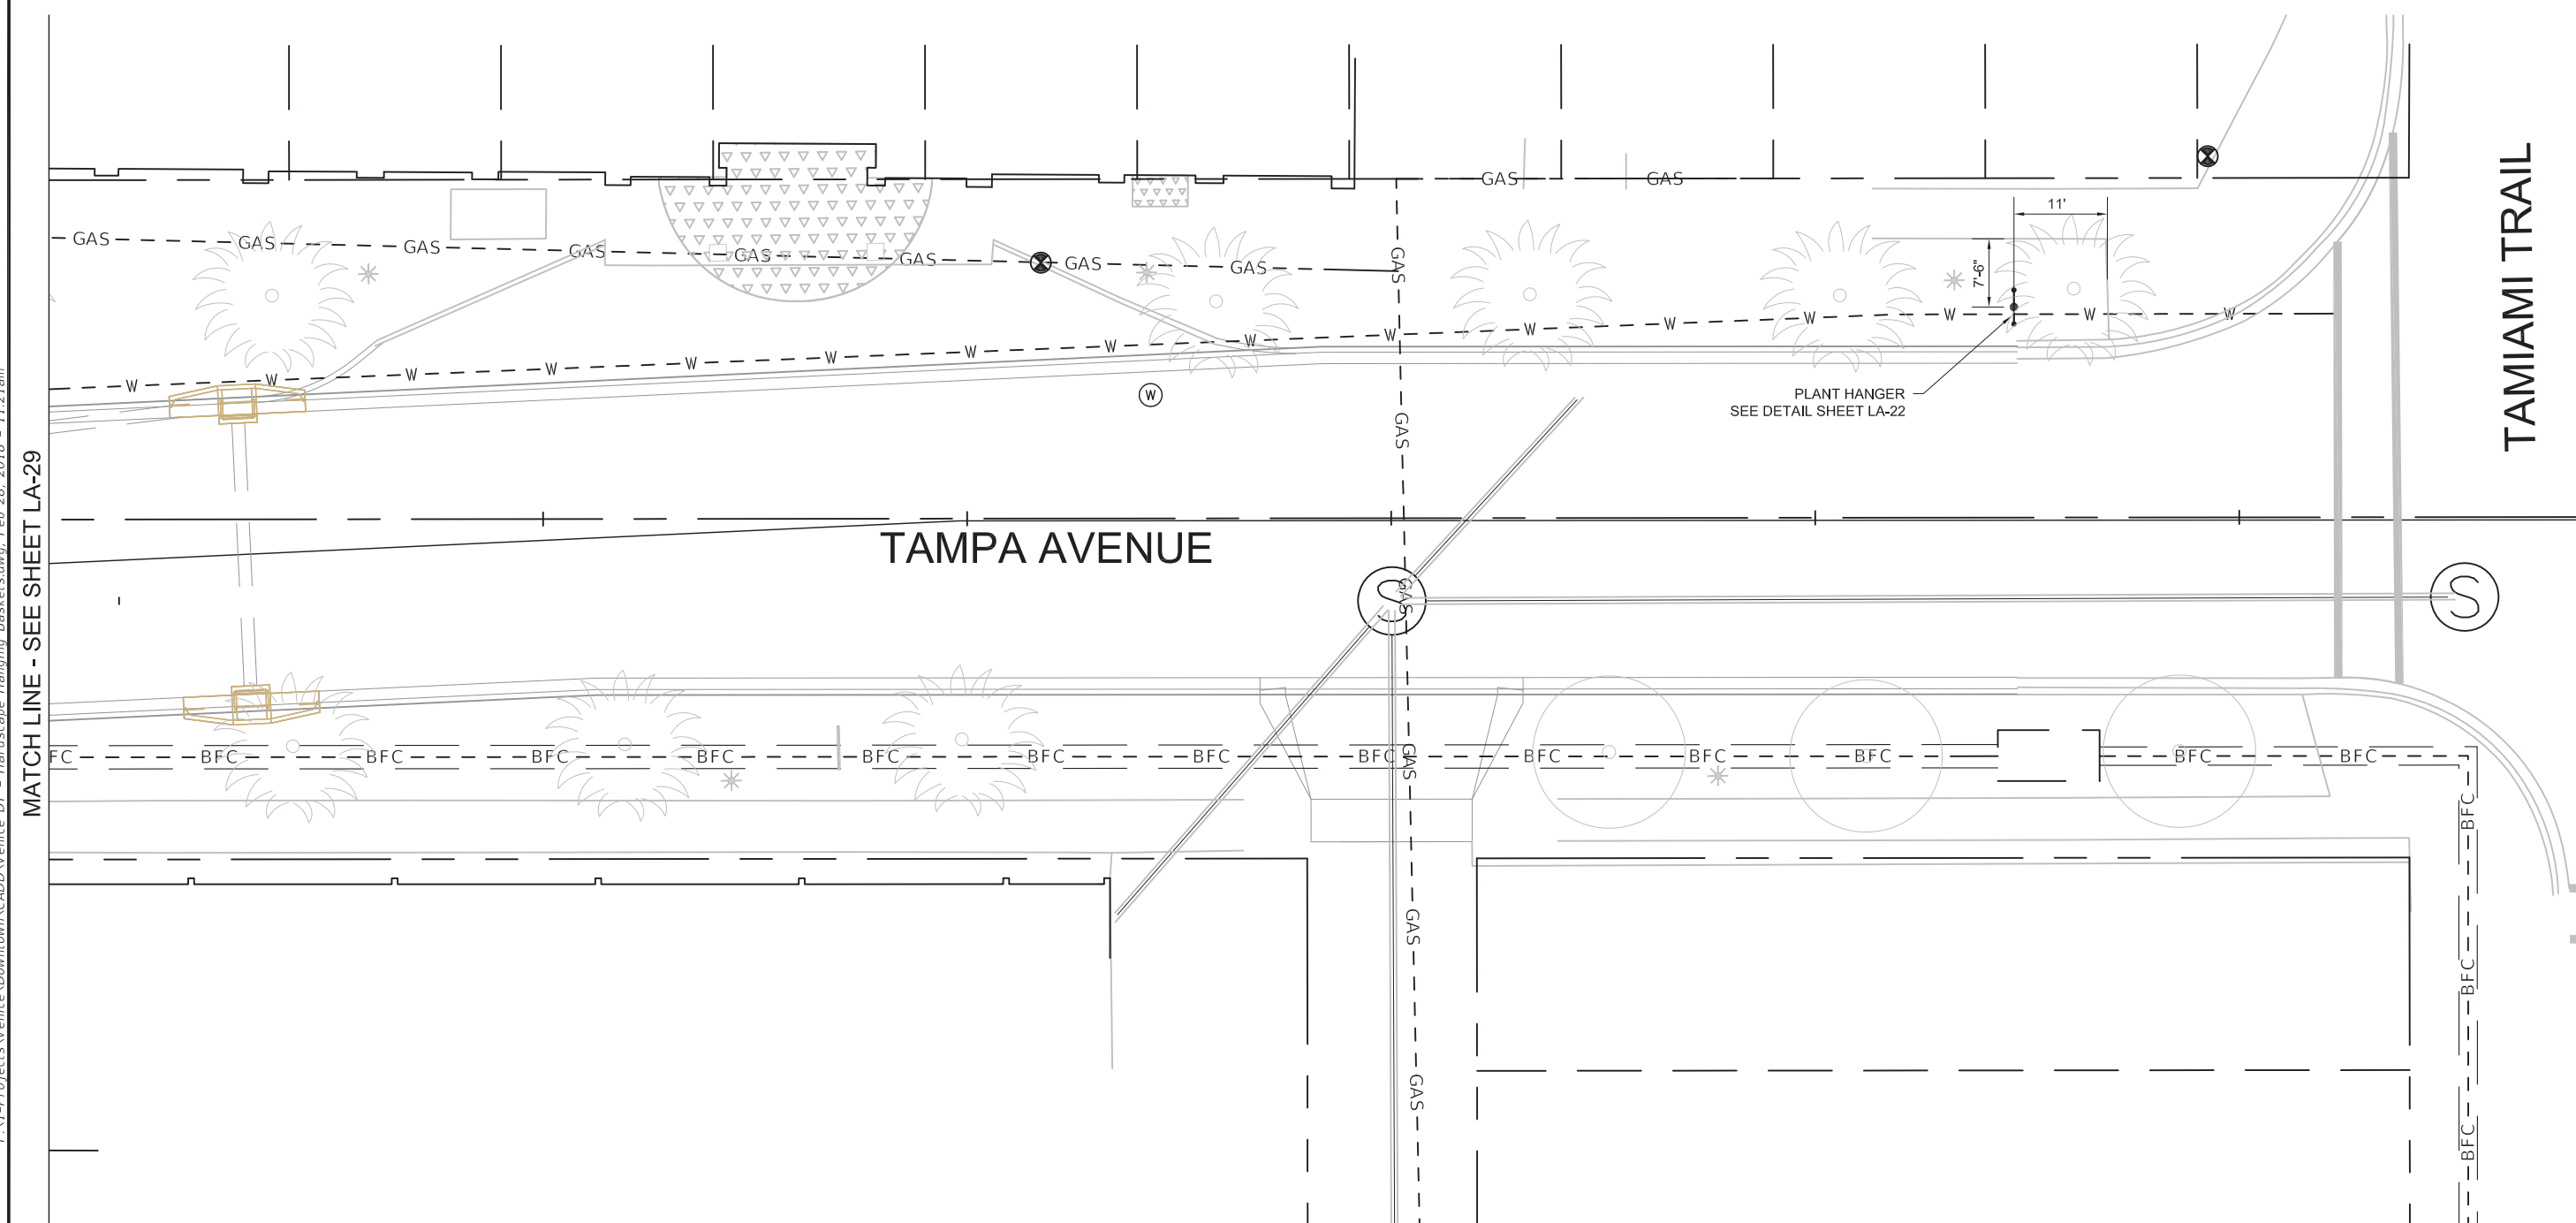 MATCH LINE - SEE SHEET LA-29
TAMIAMI TRAIL
GAS GAS
11'
GAS GAS GAS GAS GAS GAS GAS GAS
7'-6"
GAS
W W W W W W W W W W W W W W W W
W
PLANT HANGER
SEE DETAIL SHEET LA-22
GAS
TAMPA AVENUE
GAS
S
S
GAS
BFC BFC BFC BFC BFC BFC BFC BFC BFC BFC BFC BFC BFC
BFC
GAS
BFC
GAS
BFC